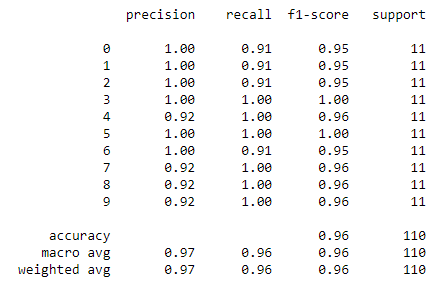 precision recall f1-score support
0 1.00 0.91 0.95 11
1 1.00 0.91 0.95 11
2 1.00 0.91 0.95 11
3 1.00 1.00 1.00 11
4 0.92 1.00 0.96 11
5 1.00 1.00 1.00 11
6 1.00 0.91 0.95 11
7 0.92 1.00 0.96 11
8 0.92 1.00 0.96 11
9 0.92 1.00 0.96 11
accuracy 0.96 110
macro avg 0.97 0.96 0.96 110
weighted avg 0.97 0.96 0.96 110